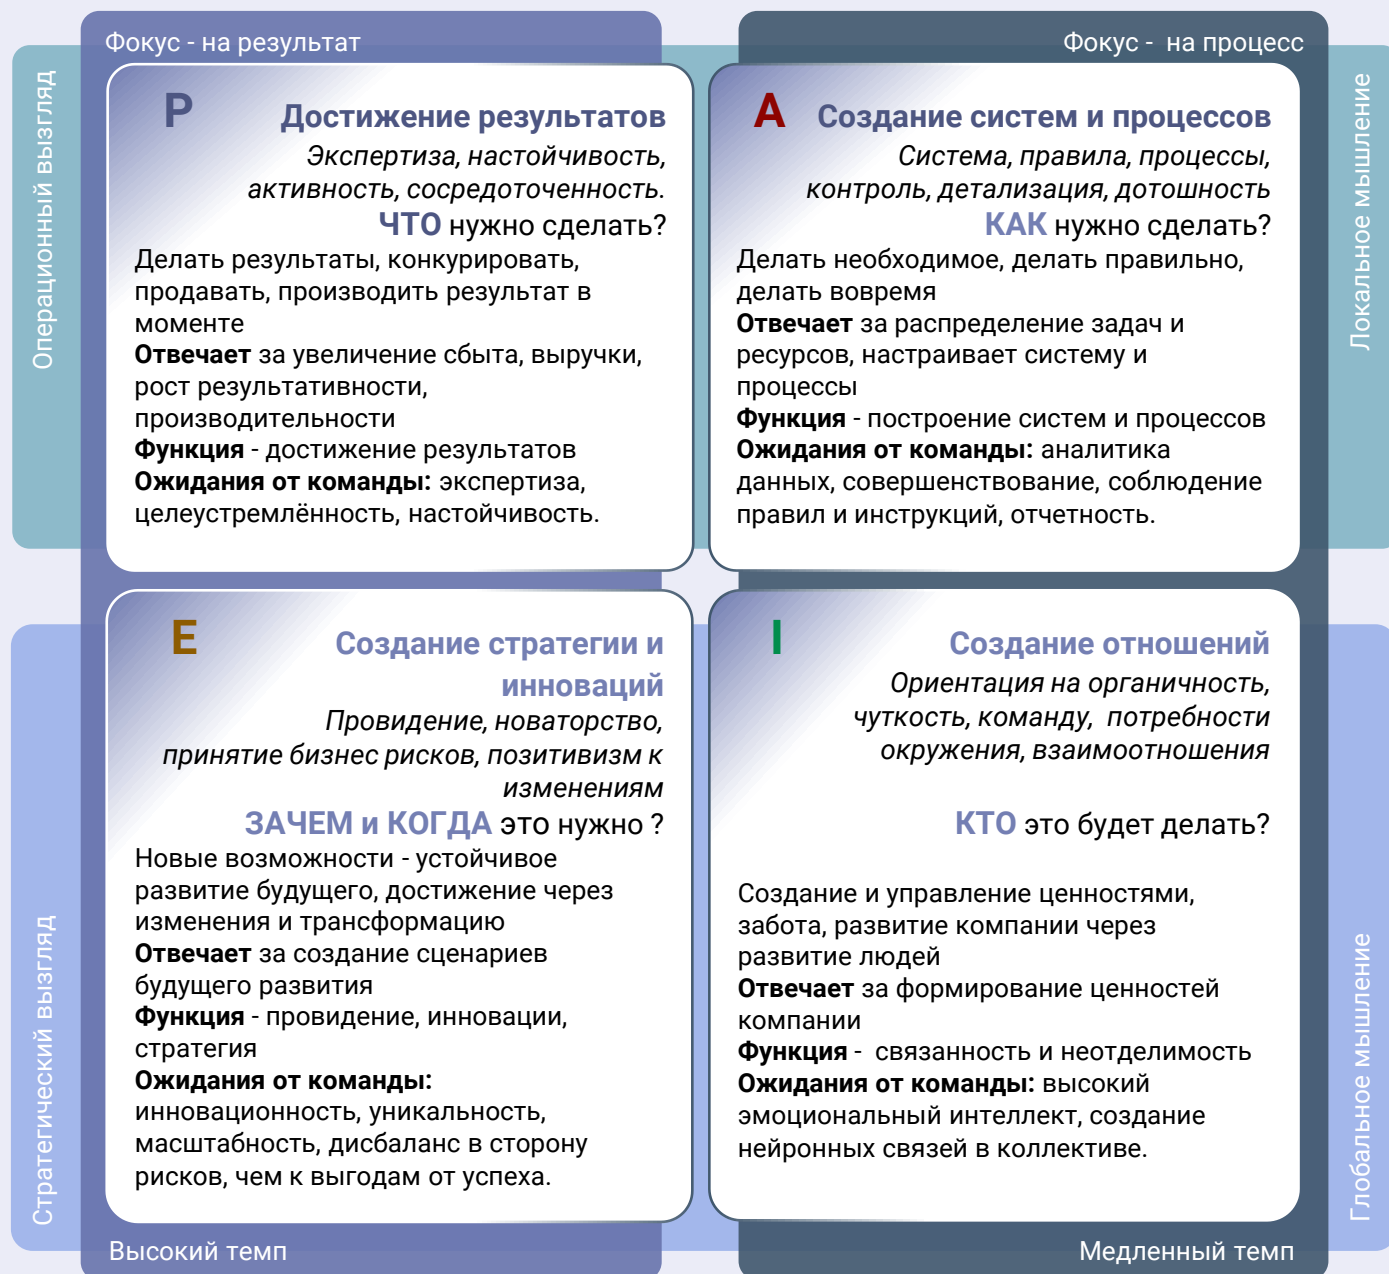 Фокус - на результат
Фокус -  на процесс
Операционный вызгляд
Локальное мышление
P
Достижение результатов
Экспертиза, настойчивость,
активность, сосредоточенность.
ЧТО нужно сделать?
Делать результаты, конкурировать,
продавать, производить результат в
моменте
Отвечает за увеличение сбыта, выручки,
рост результативности,
производительности
Функция - достижение результатов
Ожидания от команды: экспертиза,
целеустремлённость, настойчивость.
A
Создание систем и процессов
Система, правила, процессы,
контроль, детализация, дотошность
КАК нужно сделать?
Делать необходимое, делать правильно,
делать вовремя
Отвечает за распределение задач и
ресурсов, настраивает систему и
процессы
Функция - построение систем и процессов
Ожидания от команды: аналитика
данных, совершенствование, соблюдение
правил и инструкций, отчетность.
Стратегический вызгляд
Глобальное мышление
E
Создание стратегии и
инноваций
Провидение, новаторство,
принятие бизнес рисков, позитивизм к
изменениям
ЗАЧЕМ и КОГДА это нужно ?
Новые возможности - устойчивое
развитие будущего, достижение через
изменения и трансформацию
Отвечает за создание сценариев
будущего развития
Функция - провидение, инновации,
стратегия
Ожидания от команды:
инновационность, уникальность,
масштабность, дисбаланс в сторону
рисков, чем к выгодам от успеха.
I
Создание отношений
Ориентация на органичность,
чуткость, команду,  потребности
окружения, взаимоотношения
КТО это будет делать?
Создание и управление ценностями,
забота, развитие компании через
развитие людей
Отвечает за формирование ценностей
компании
Функция -  связанность и неотделимость
Ожидания от команды: высокий
эмоциональный интеллект, создание
нейронных связей в коллективе.
Высокий темп
Медленный темп